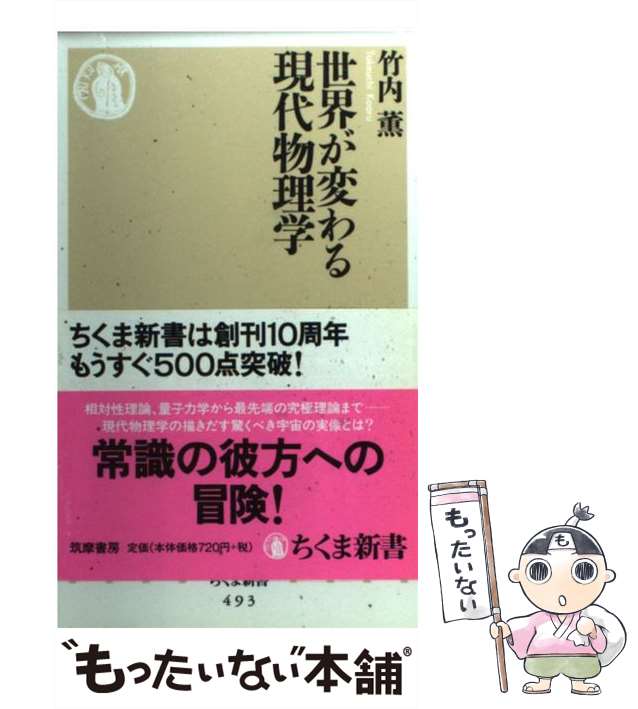 竹内 薫
Takeuchi Kaoru
世界が変わる
現代物理学
ちくま新書は創刊10周年
もうすぐ500点突破!
相対性理論、量子力学から最先端の究極理論まで――
現代物理学の描きだす驚くべき宇宙の実像とは?
常識の彼方への
冒険!
筑摩書房 定価(本体価格720円+税) ちくま新書
ちくま新書
493
"もったいない"本舗®
もったいない
も